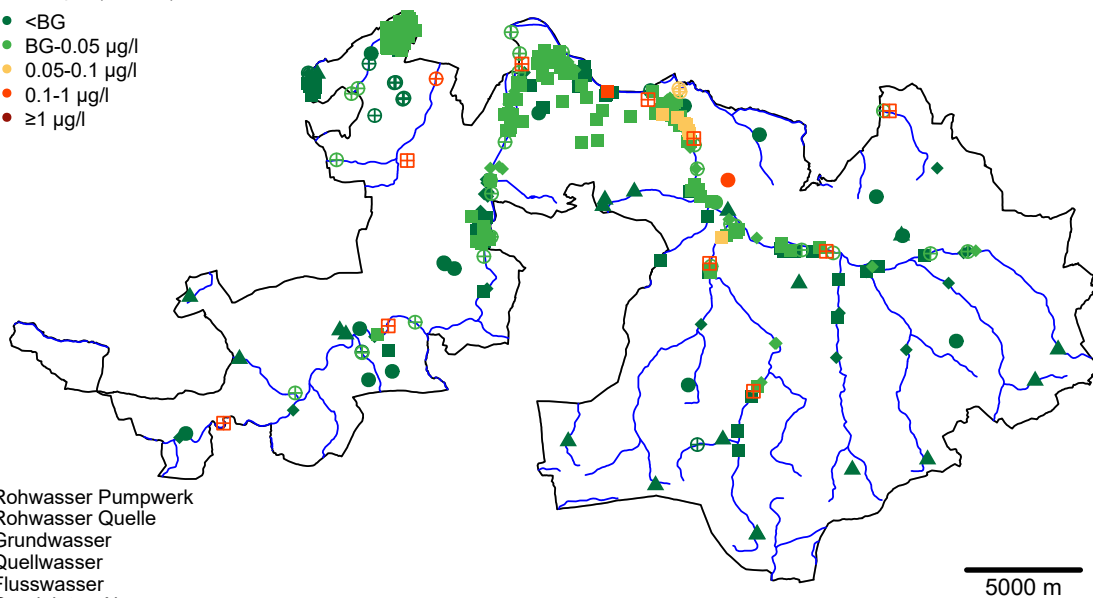 <BG
BG-0.05 µg/l
0.05-0.1 µg/l
0.1-1 µg/l
≥1 µg/l
Rohwasser Pumpwerk
Rohwasser Quelle
Grundwasser
Quellwasser
Flusswasser
5000 m